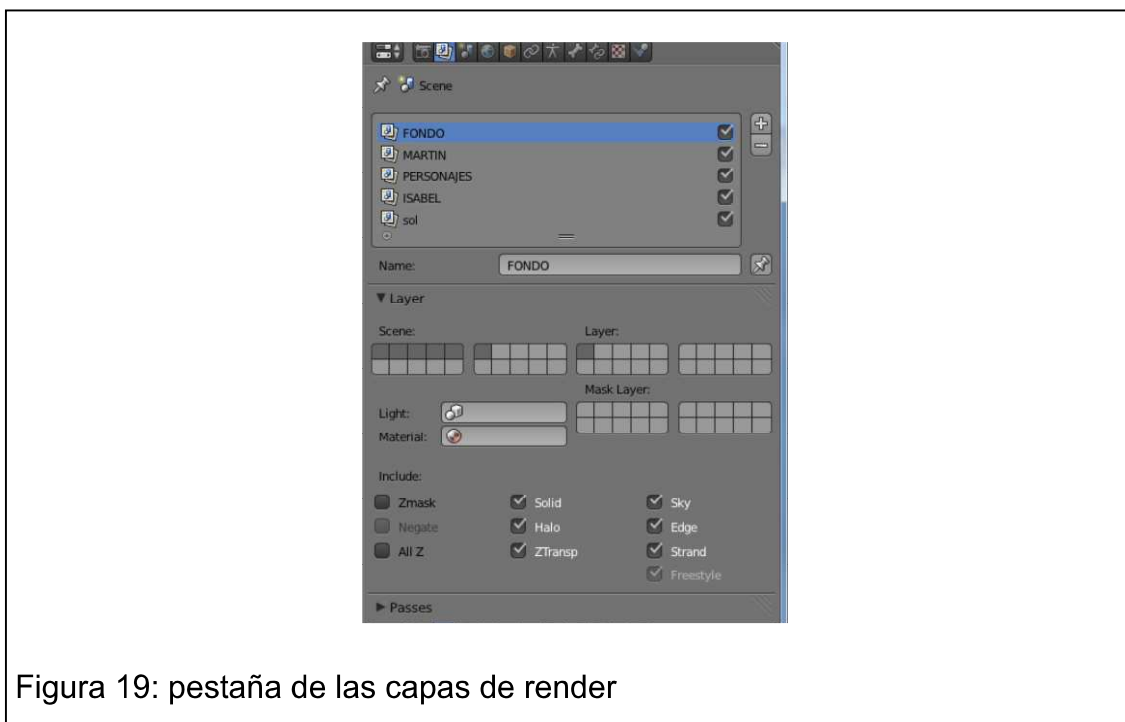 Scene
FONDO
MARTIN
PERSONAJES
ISABEL
sol
Name: FONDO
Layer
Scene: Layer:
Mask Layer:
Light:
Material:
Include:
Zmask Solid Sky
Negate Halo Edge
All Z ZTransp Strand
Freestyle
Passes
Figura 19: pestaña de las capas de render